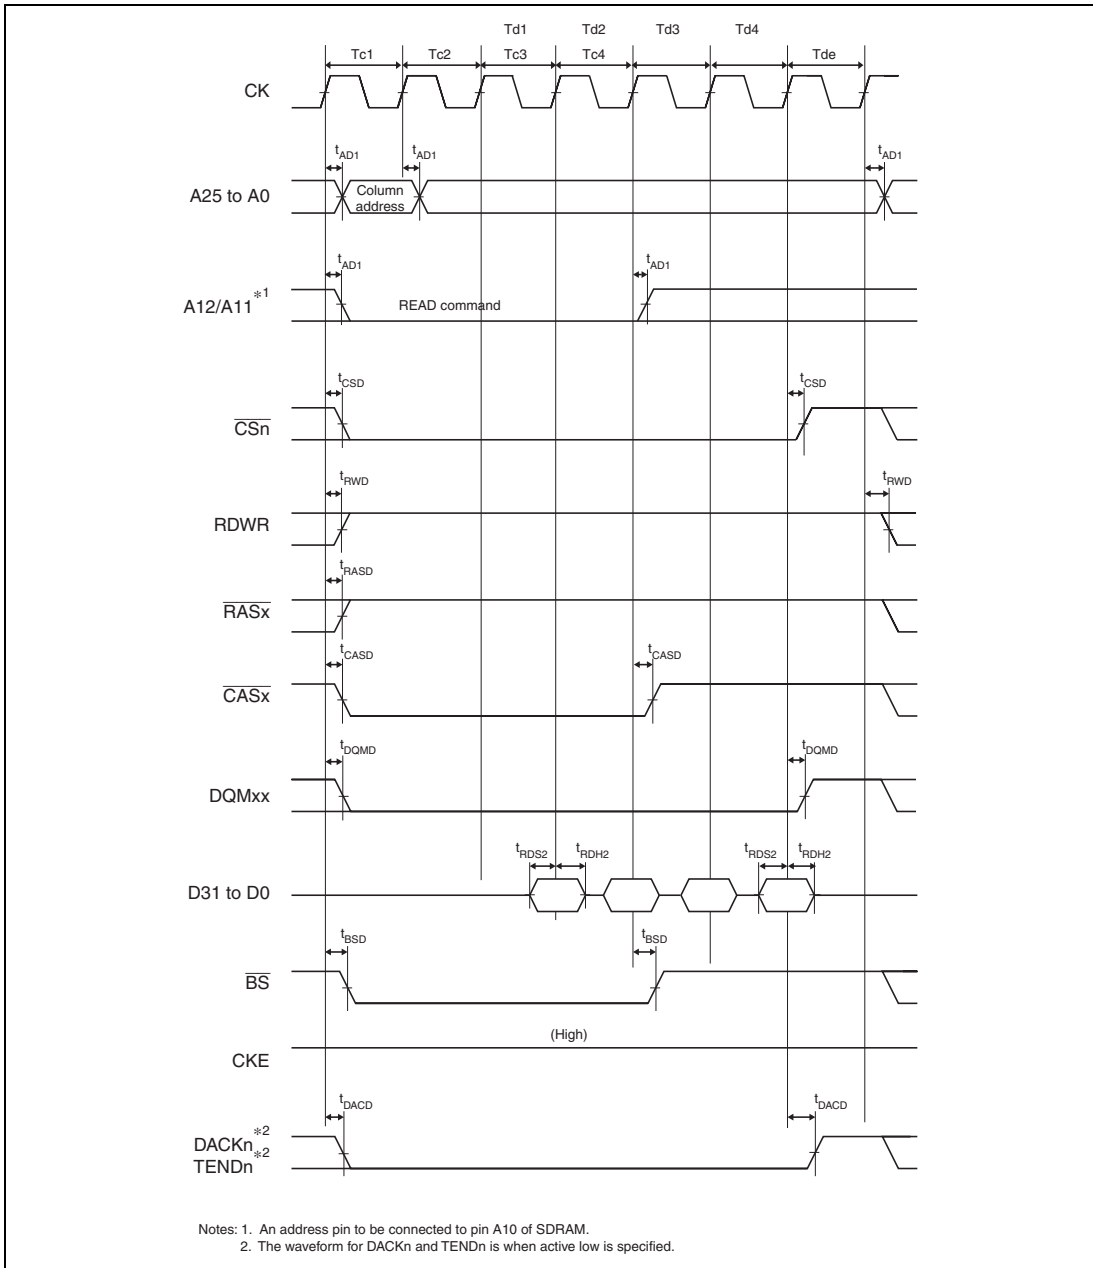 Td1 Td2 Td3 Td4
Tc1 Tc2 Tc3 Tc4 Tde
CK
tAD1 tAD1 tAD1
A25 to A0
Column
address
tAD1 tAD1
A12/A11*1
READ command
tCSD tCSD
CSn
tRWD tRWD
RDWR
tRASD
RASx
tCASD tCASD
CASx
tDQMD tDQMD
DQMxx
tRDS2 tRDH2 tRDS2 tRDH2
D31 to D0
tBSD tBSD
BS
(High)
CKE
tDACD tDACD
DACKn*2
TENDn*2
Notes: 1. An address pin to be connected to pin A10 of SDRAM.
2. The waveform for DACKn and TENDn is when active low is specified.